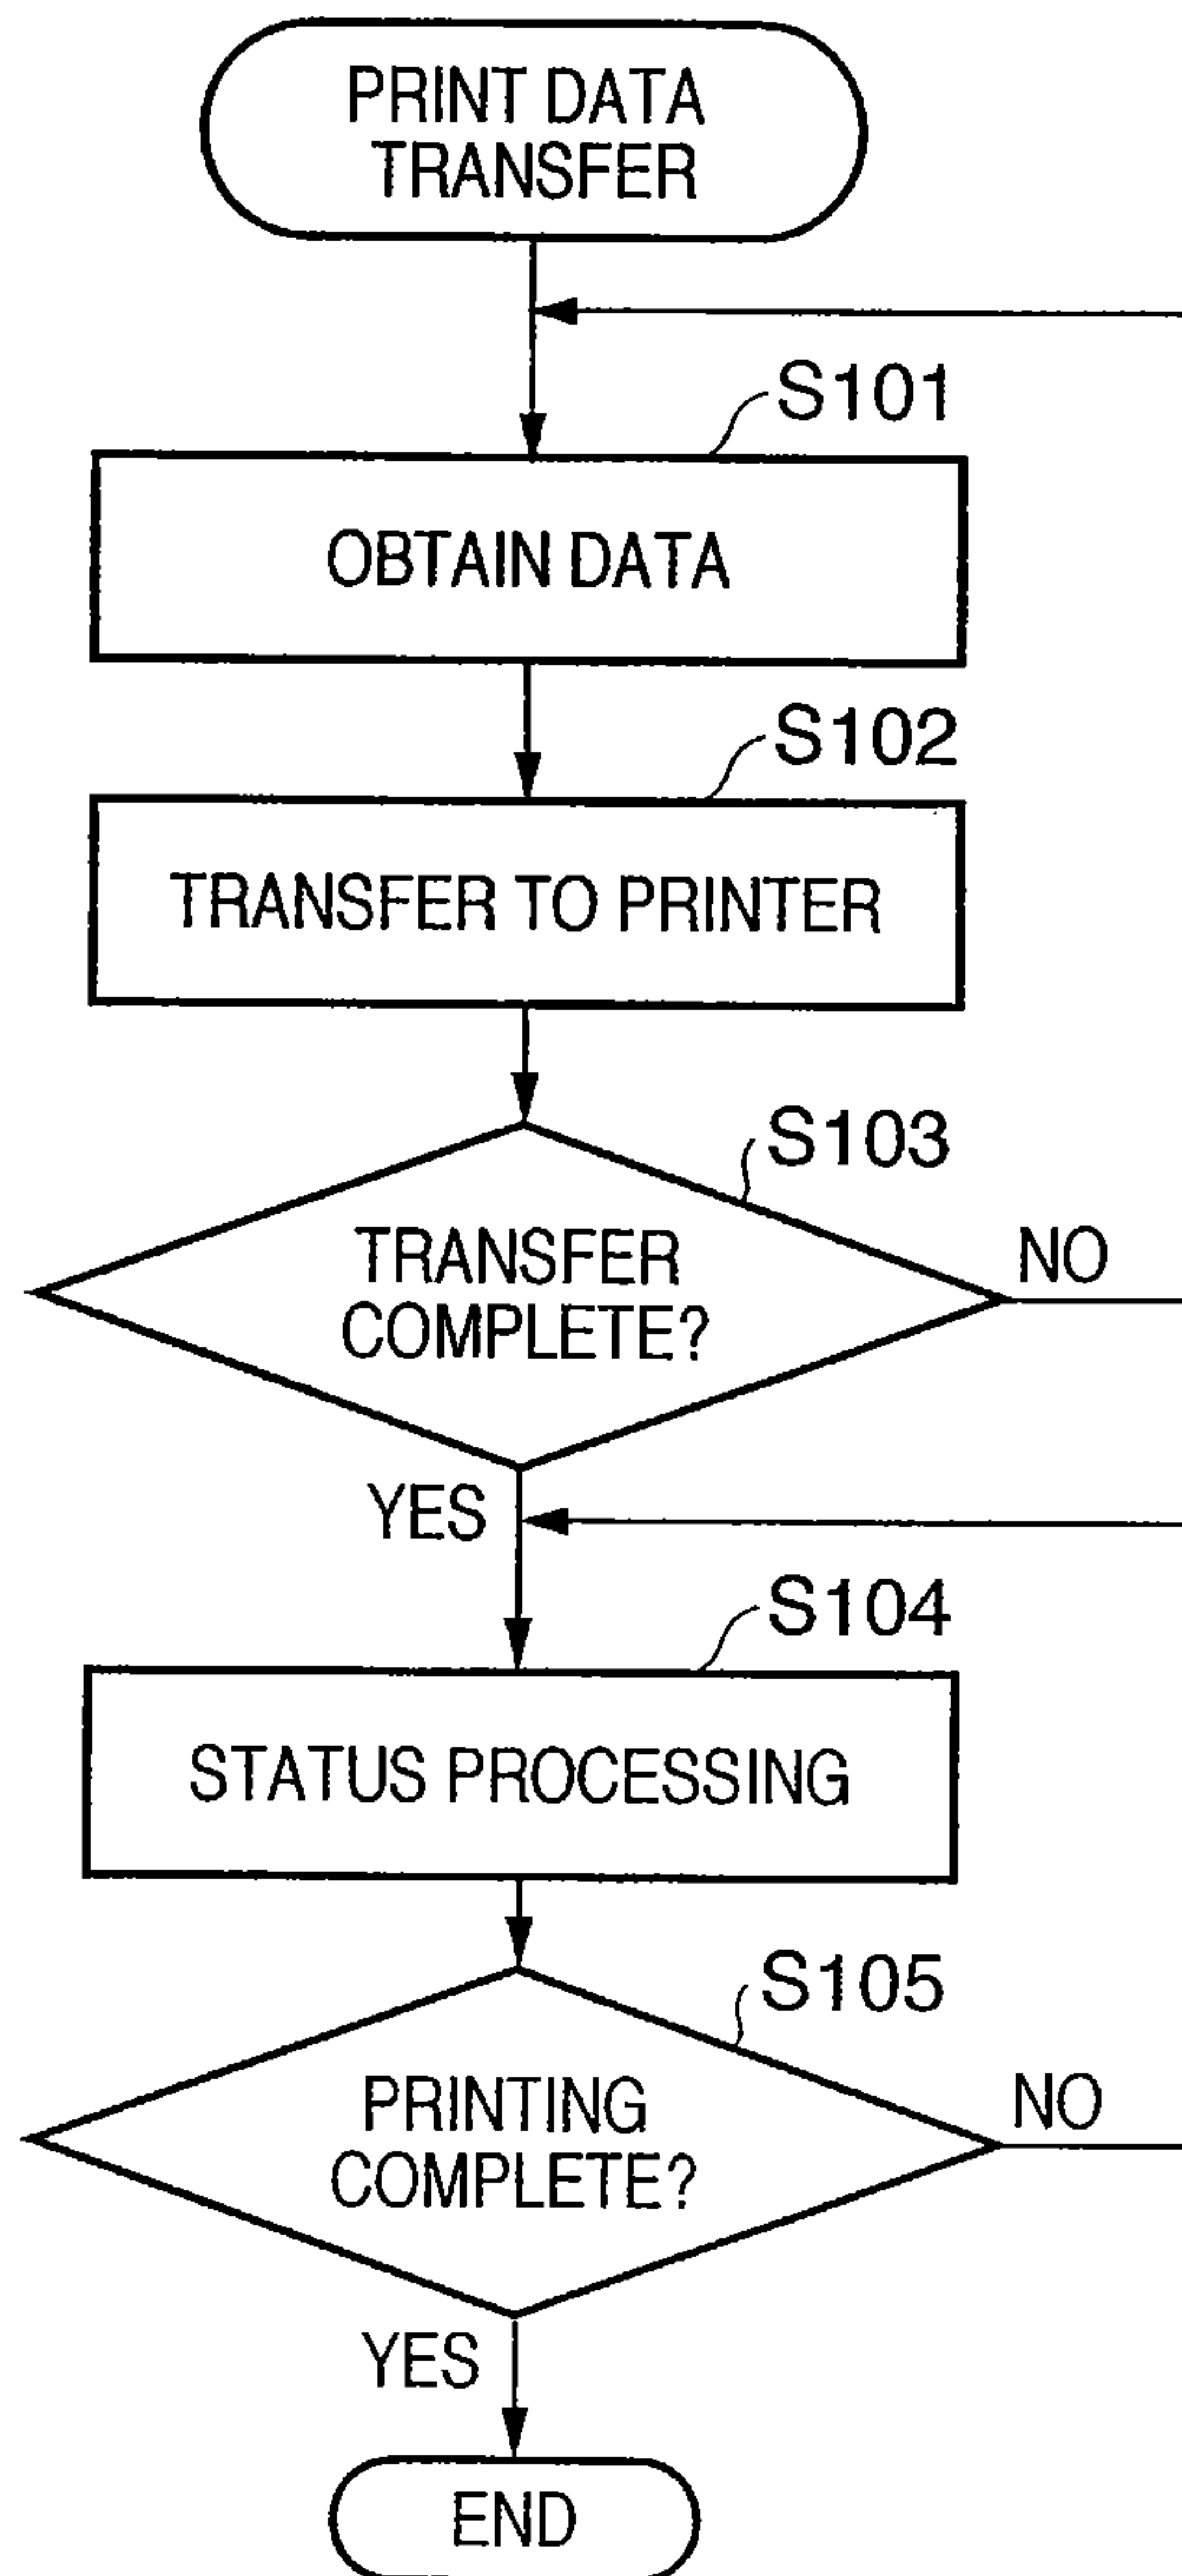 PRINT DATA
TRANSFER
S101
OBTAIN DATA
S102
TRANSFER TO PRINTER
S103
TRANSFER
COMPLETE?
NO
YES
S104
STATUS PROCESSING
S105
PRINTING
COMPLETE?
NO
YES
END